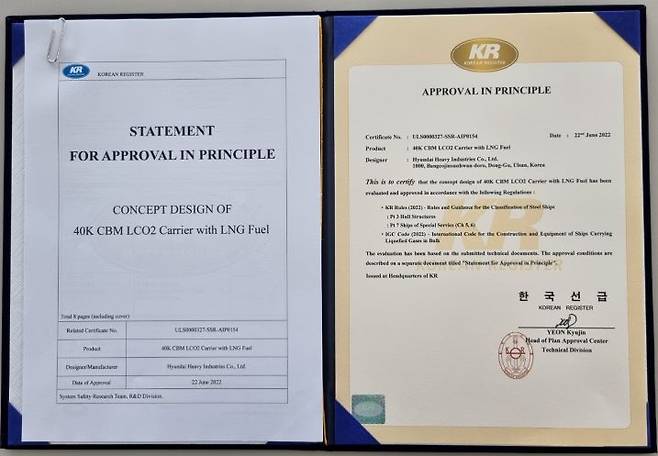 KR
KOREAN REGISTER
STATEMENT
FOR APPROVAL IN PRINCIPLE
CONCEPT DESIGN OF
40K CBM LCO2 Carrier with LNG Fuel
Total 8 pages (including cover)
Related Certificate No. ULS0000327-SSR-AIP0154
Product 40K CBM LCO2 Carrier with LNG Fuel
Designer/Manufacturer Hyundai Heavy Industries Co., Ltd.
Date of Approval 22 June 2022
System Safety Research Team, R&D Division.
KR
KOREAN REGISTER
APPROVAL IN PRINCIPLE
Certificate No. : ULS0000327-SSR-AIP0154 Date : 22nd June 2022
Product : 40K CBM LCO2 Carrier with LNG Fuel
Designer : Hyundai Heavy Industries Co., Ltd.
1000, Bangeojinsunhwan-doro, Dong-Gu, Ulsan, Korea
This is to certify that the concept design of 40K CBM LCO2 Carrier with LNG Fuel has been
evaluated and approved in accordance with the following Regulations :
• KR Rules (2022) - Rules and Guidance for the Classification of Steel Ships
: Pt 3 Hull Structures
: Pt 7 Ships of Special Service (Ch 5, 6)
• IGC Code (2022) - International Code for the Construction and Equipment of Ships Carrying
Liquefied Gases in Bulk
KR
KOREAN REGISTER
The evaluation has been based on the submitted technical documents. The approval conditions are
described on a separate document titled "Statement for Approval in Principle".
Issued at Headquarters of KR
한국선급
KOREAN REGISTER
YEON Kyujin
Head of Plan Approval Center
Technical Division